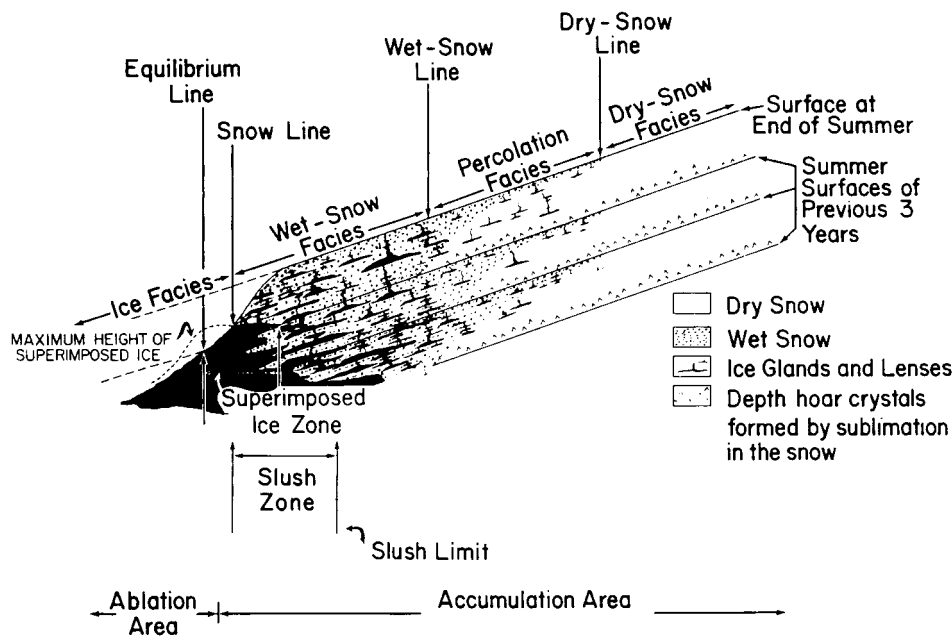 Equilibrium
Line
Snow Line
Wet-Snow
Line
Dry-Snow
Line
Ice Facies
Wet-Snow
Facies
Percolation
Facies
Dry-Snow
Facies
Surface at
End of Summer
Summer
Surfaces of
Previous 3
Years
MAXIMUM HEIGHT OF
SUPERIMPOSED ICE
Superimposed
Ice Zone
Slush
Zone
Slush Limit
Dry Snow
Wet Snow
Ice Glands and Lenses
Depth hoar crystals
formed by sublimation
in the snow
Ablation
Area
Accumulation Area